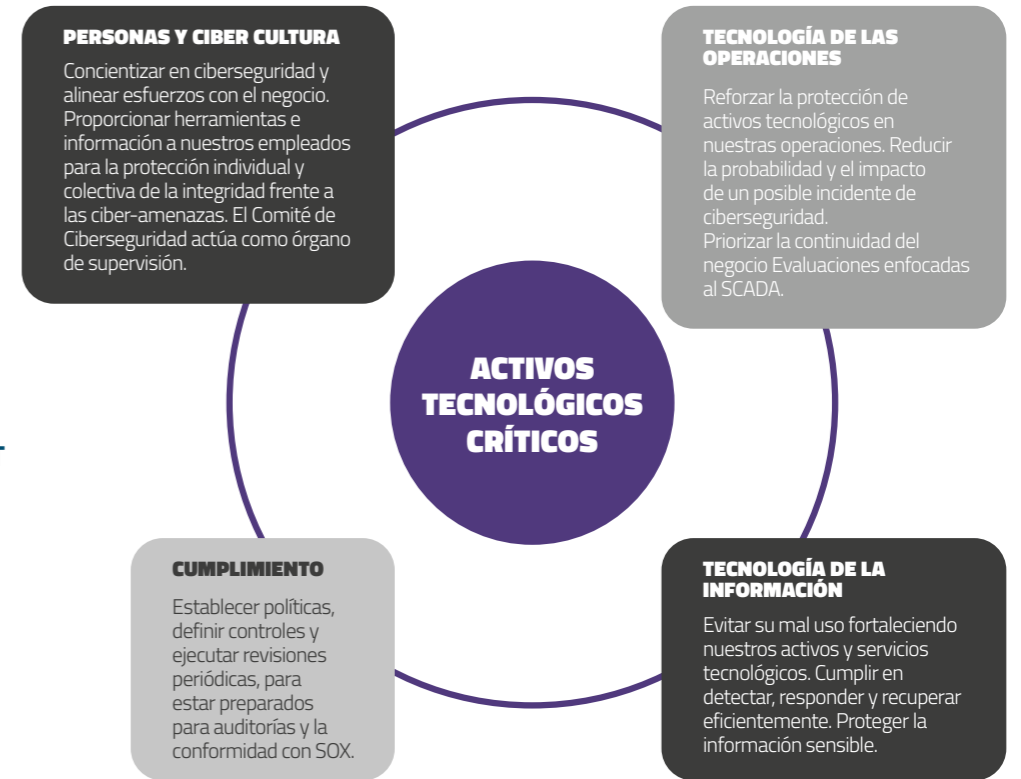 PERSONAS Y CIBER CULTURA
Concientizar en ciberseguridad y
alinear esfuerzos con el negocio.
Proporcionar herramientas e
información a nuestros empleados
para la protección individual y
colectiva de la integridad frente a
las ciber-amenazas. El Comité de
Ciberseguridad actúa como órgano
de supervisión.
TECNOLOGÍA DE LAS
OPERACIONES
Reforzar la protección de
activos tecnológicos en
nuestras operaciones. Reducir
la probabilidad y el impacto
de un posible incidente de
ciberseguridad.
Priorizar la continuidad del
negocio Evaluaciones enfocadas
al SCADA.
ACTIVOS
TECNOLÓGICOS
CRÍTICOS
CUMPLIMIENTO
Establecer políticas,
definir controles y
ejecutar revisiones
periódicas, para
estar preparados
para auditorías y la
conformidad con SOX.
TECNOLOGÍA DE LA
INFORMACIÓN
Evitar su mal uso fortaleciendo
nuestros activos y servicios
tecnológicos. Cumplir en
detectar, responder y recuperar
eficientemente. Proteger la
información sensible.